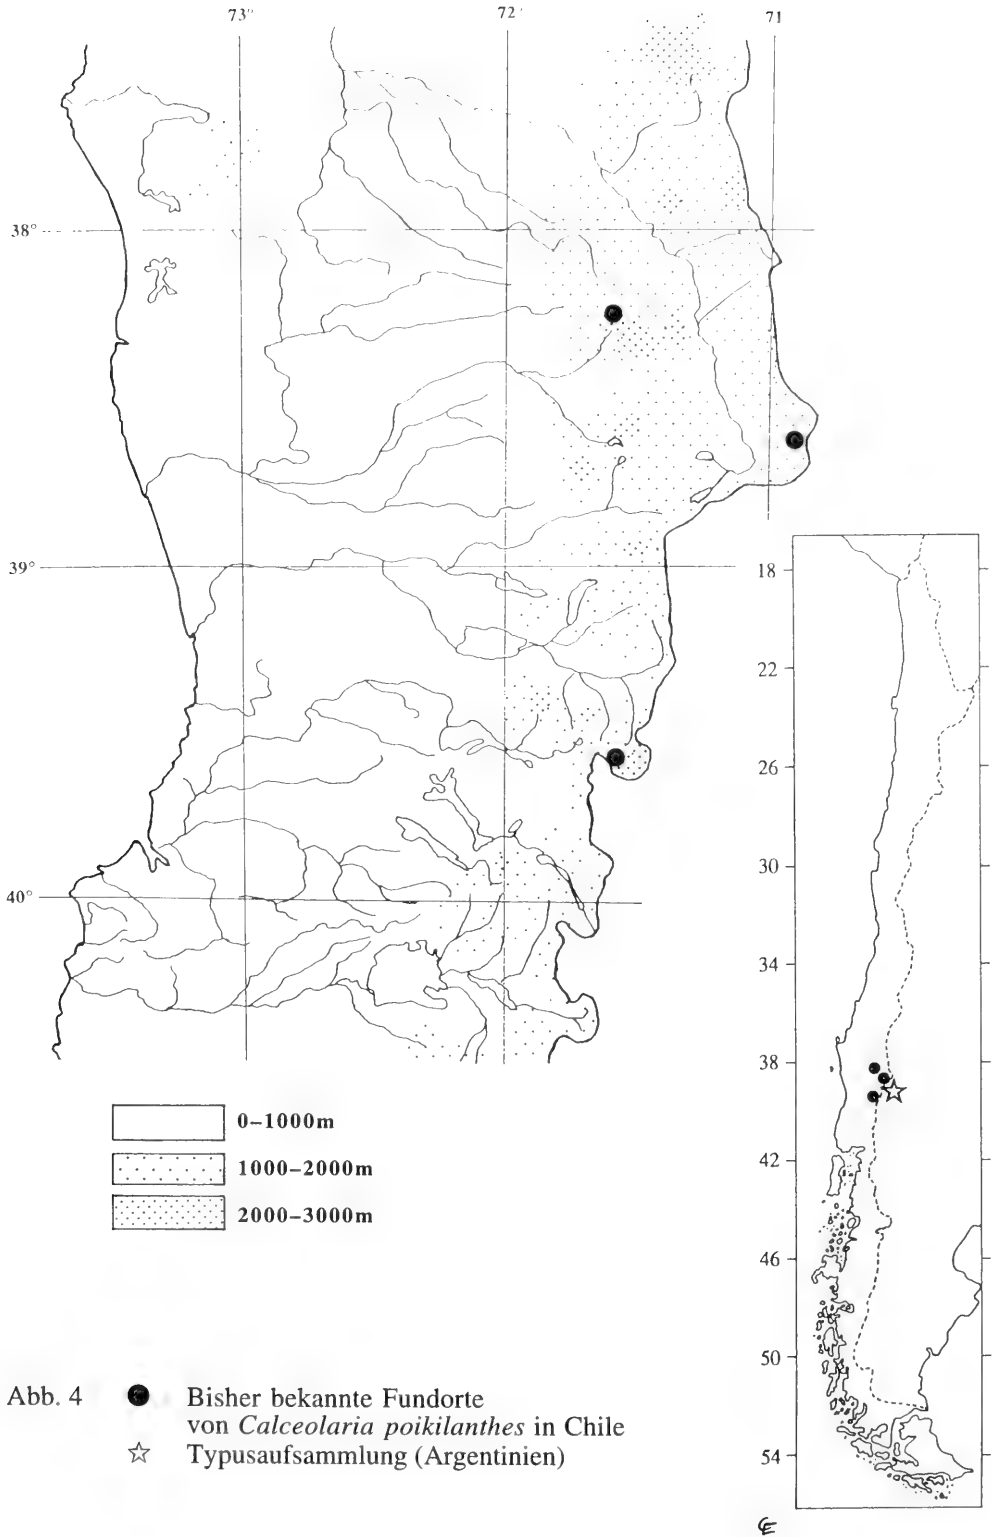 73°
72°
71
38°
39°
40°
0–1000m
1000–2000m
2000–3000m
18
22
26
30
34
38
42
46
50
54
Abb. 4
Bisher bekannte Fundorte
von Calceolaria poikilanthes in Chile
Typusaufsammlung (Argentinien)